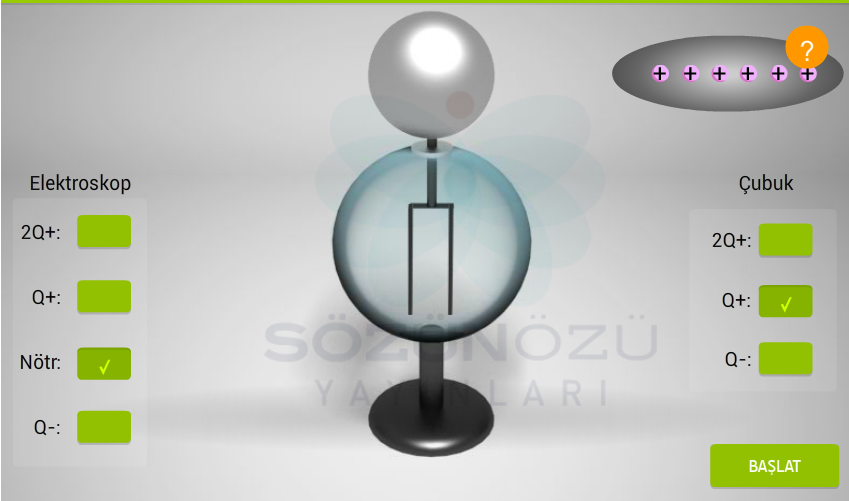 ?
+ + + + + +
Elektroskop
2Q+:
Q+:
Nötr: ✓
Q-:
Çubuk
2Q+:
Q+: ✓
Q-:
SÖZÜNÖZÜ
YAYINLARI
BAŞLAT